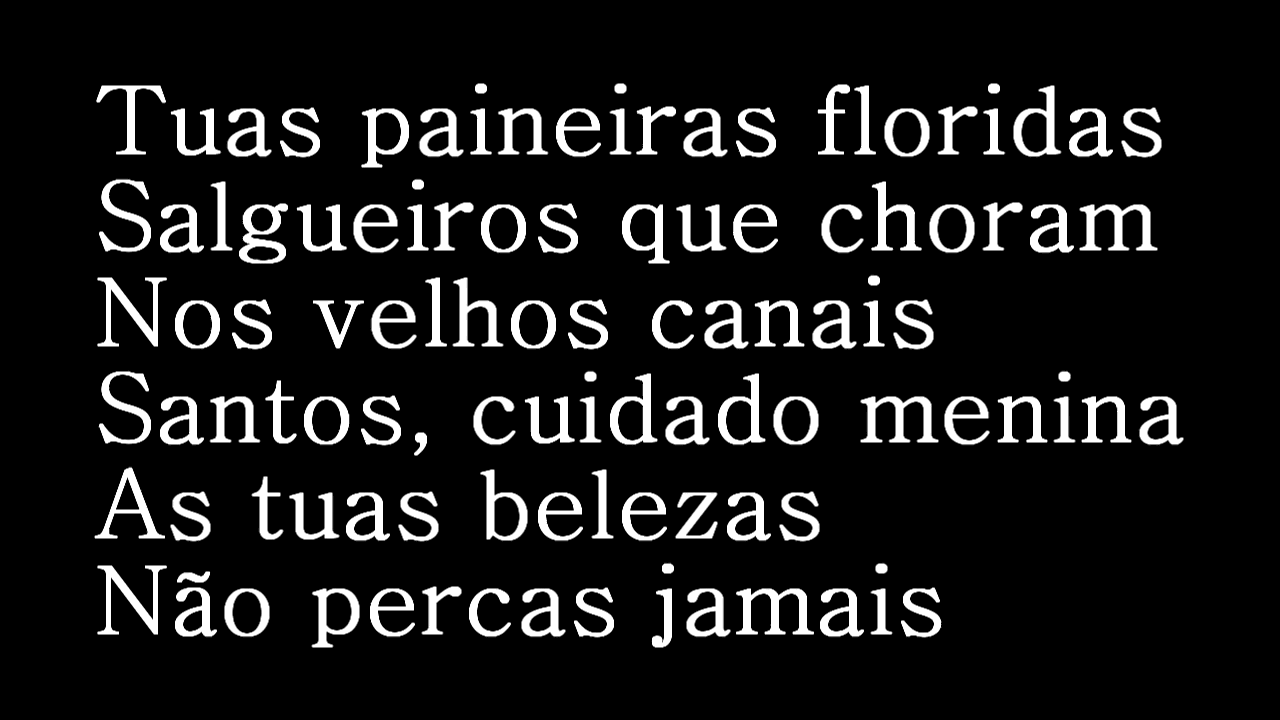 Tuas paineiras floridas
Salgueiros que choram
Nos velhos canais
Santos, cuidado menina
As tuas belezas
Não percas jamais